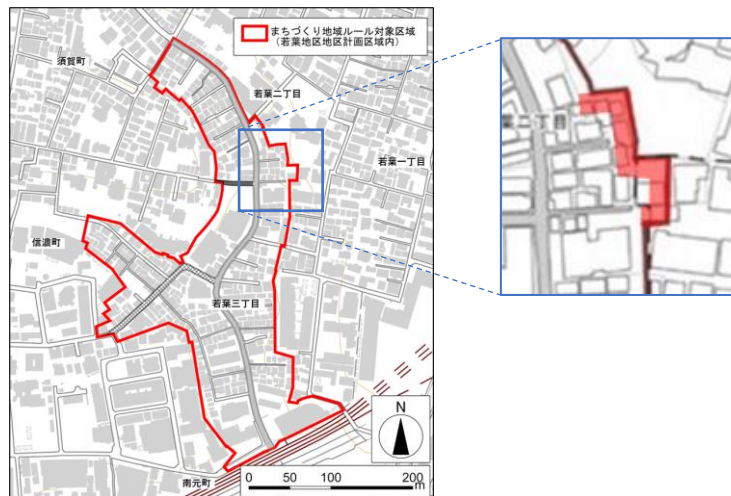 まちづくり地域ルール対象区域
（若葉地区地区計画区域内）
須賀町
若葉二丁目
若葉一丁目
信濃町
若葉三丁目
南元町
N
0 50 100 200
m
葉二丁目